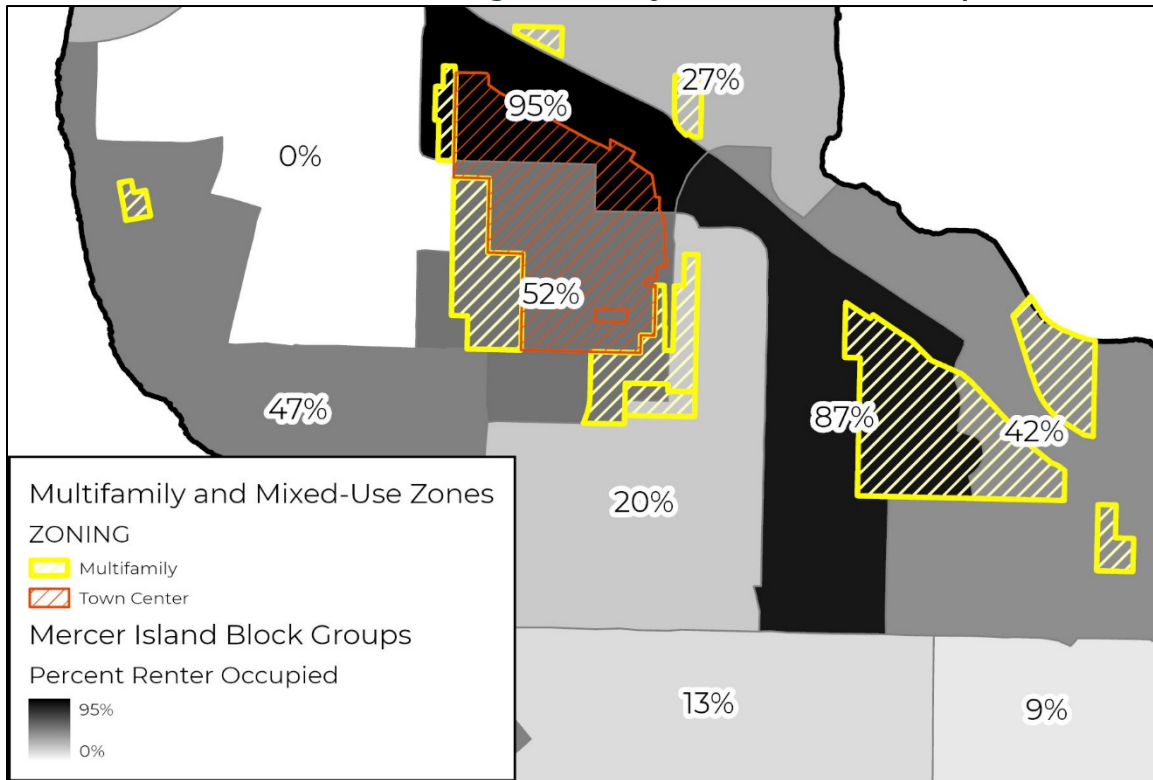 27%
95%
0%
52%
47%
87%
42%
20%
13%
9%
Multifamily and Mixed-Use Zones
ZONING
Multifamily
Town Center
Mercer Island Block Groups
Percent Renter Occupied
95%
0%